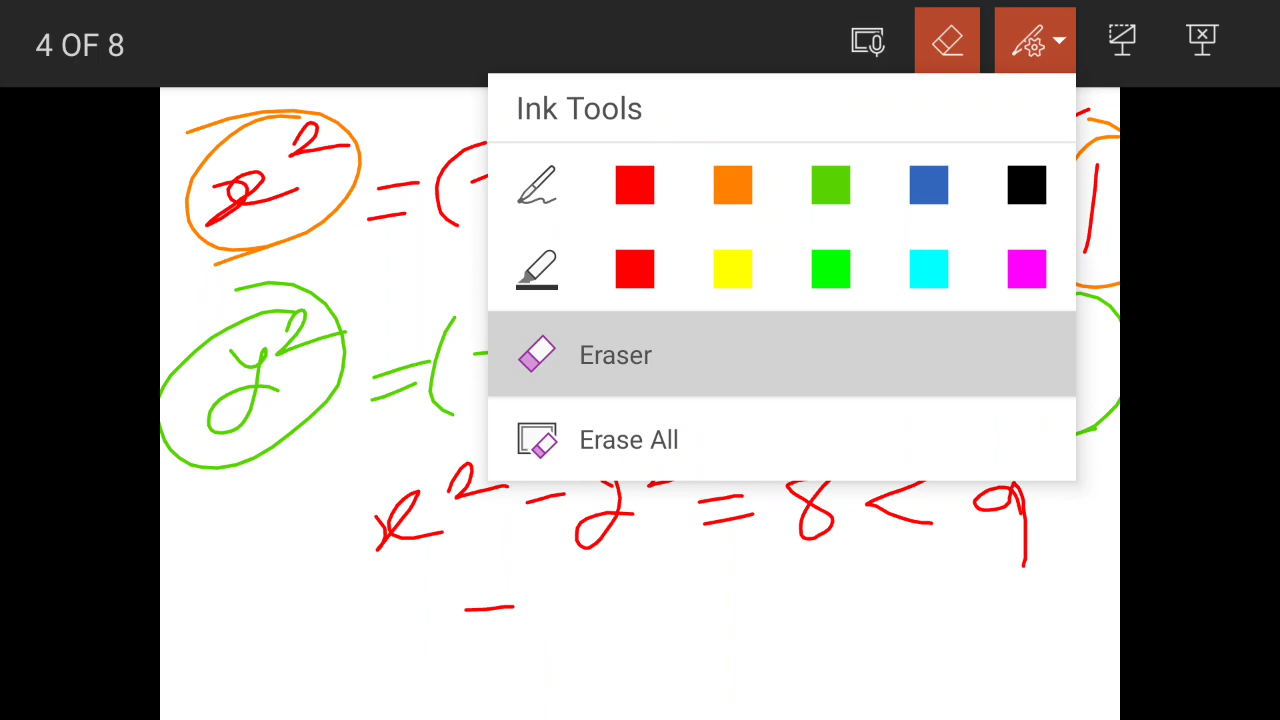 4 OF 8
Ink Tools
x² = (
y² = (
Eraser
Erase All
x² - y² = 8 < 9
—